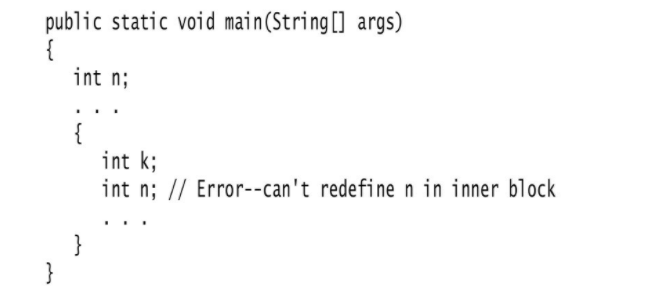 public static void main(String[] args)
{
   int n;
   . . .
   {
      int k;
      int n; // Error--can't redefine n in inner block
      . . .
   }
}